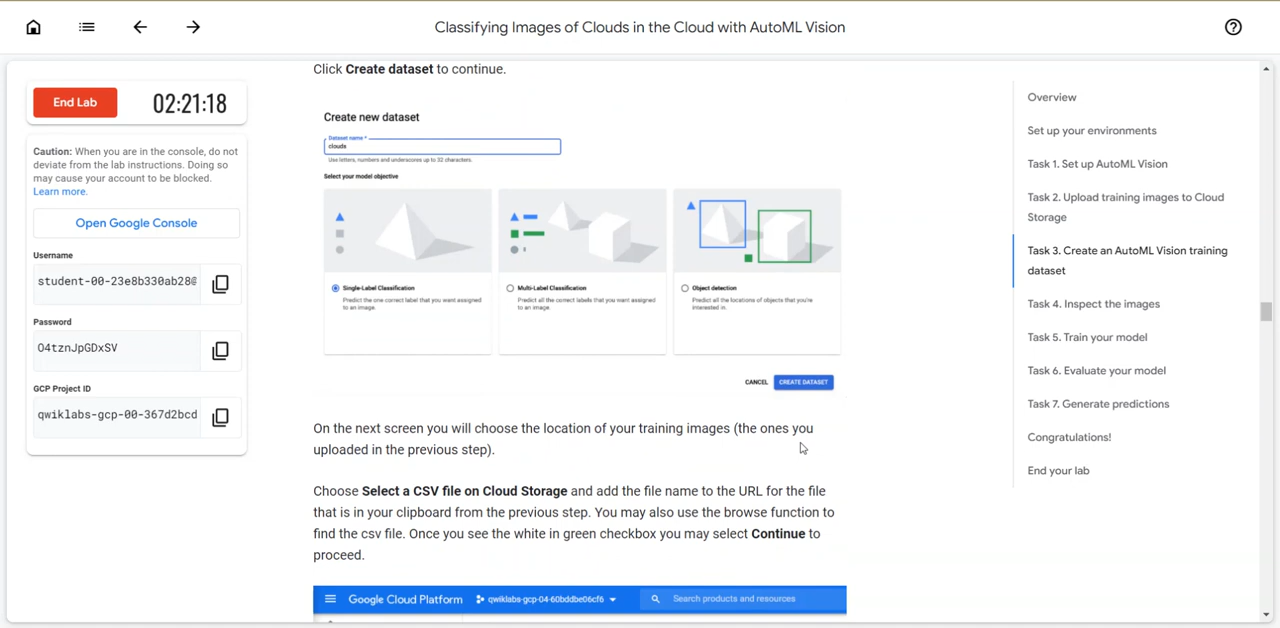 Classifying Images of Clouds in the Cloud with AutoML Vision
End Lab
02:21:18
Caution: When you are in the console, do not
deviate from the lab instructions. Doing so
may cause your account to be blocked.
Learn more.
Open Google Console
Username
student-00-23e8b330ab28@
Password
O4tznJpGDxSV
GCP Project ID
qwiklabs-gcp-00-367d2bcd
Click Create dataset to continue.
Create new dataset
Dataset name *
clouds
Use letters, numbers and underscores up to 32 characters.
Select your model objective
Single-Label Classification
Predict the one correct label that you want assigned
to an image.
Multi-Label Classification
Predict all the correct labels that you want assigned
to an image.
Object detection
Predict all the locations of objects that you're
interested in.
CANCEL
CREATE DATASET
On the next screen you will choose the location of your training images (the ones you
uploaded in the previous step).
Choose Select a CSV file on Cloud Storage and add the file name to the URL for the file
that is in your clipboard from the previous step. You may also use the browse function to
find the csv file. Once you see the white in green checkbox you may select Continue to
proceed.
Google Cloud Platform
qwiklabs-gcp-04-60bddbe06cf6
Search products and resources
Overview
Set up your environments
Task 1. Set up AutoML Vision
Task 2. Upload training images to Cloud
Storage
Task 3. Create an AutoML Vision training
dataset
Task 4. Inspect the images
Task 5. Train your model
Task 6. Evaluate your model
Task 7. Generate predictions
Congratulations!
End your lab